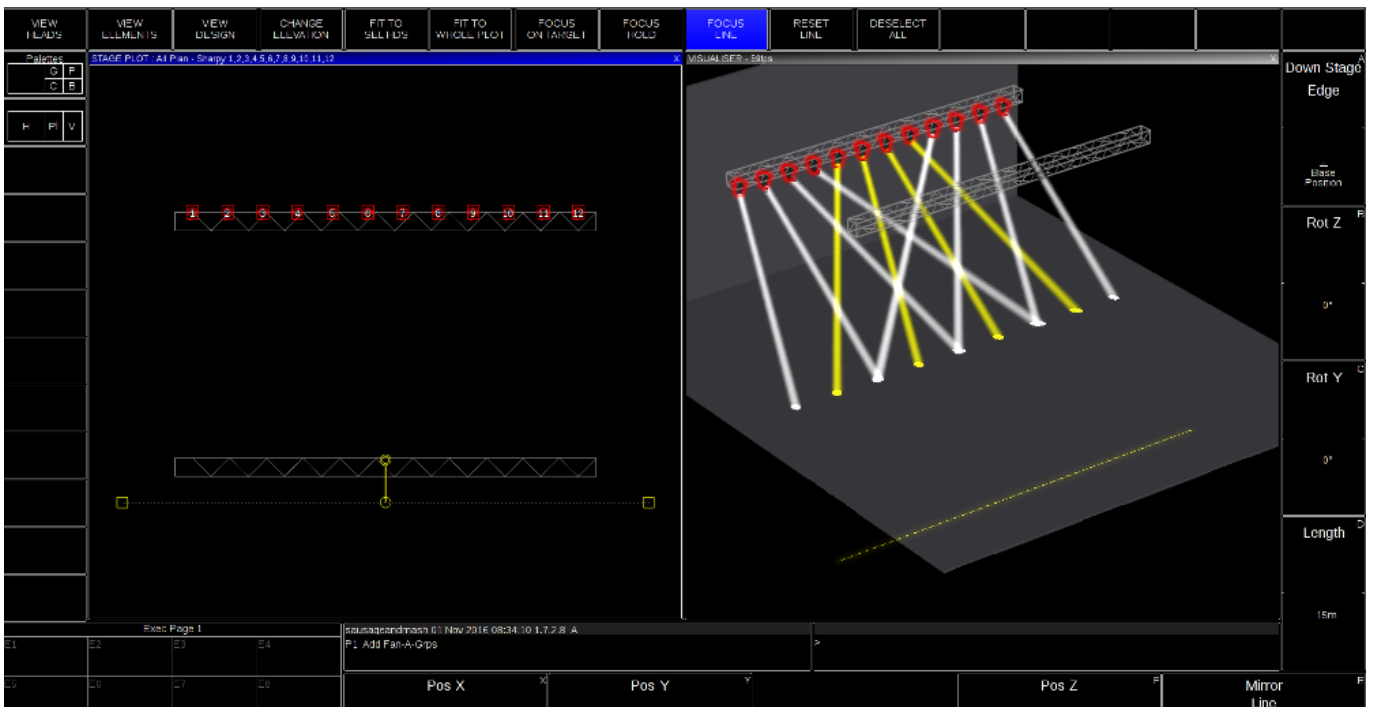 VIEW
HEADS
VIEW
ELEMENTS
VIEW
DESIGN
CHANGE
ELEVATION
FIT TO
SEL HDS
FIT TO
WHOLE PLOT
FOCUS
ON TARGET
FOCUS
HOLD
FOCUS
LINE
RESET
LINE
DESELECT
ALL
Palettes
G P
C B
H Pl V
STAGE PLOT : All Plan - Sharpy 1,2,3,4,5,6,7,8,9,10,11,12 X
1 2 3 4 5 6 7 8 9 10 11 12
VISUALISER - 59fps X
A
Down Stage
Edge
Base
Position
B
Rot Z
0°
C
Rot Y
0°
D
Length
15m
Exec Page 1
E1 E2 E3 E4
E5 E6 E7 E8
sausageandmash 01 Nov 2016 08:34:10 1.7.2.8 A
P1 Add Fan-A-Grps
>
Pos X X
Pos Y Y
Pos Z F
Mirror
Line